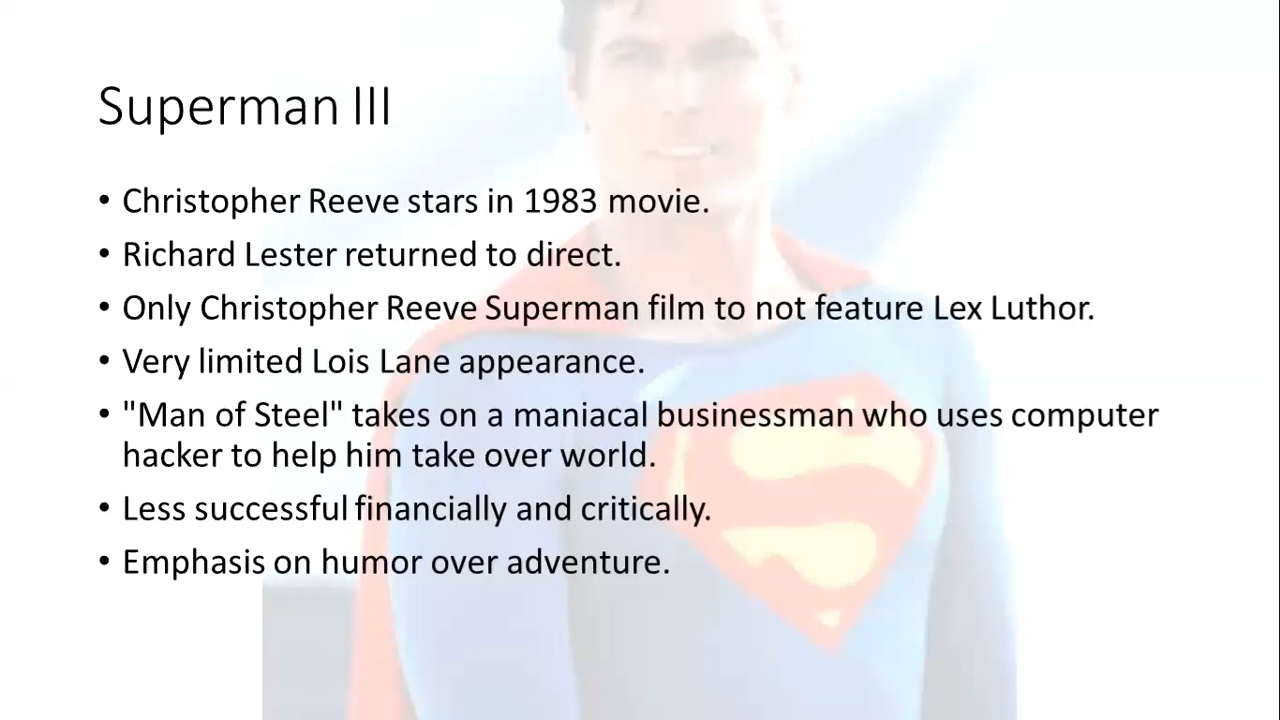 Superman III
• Christopher Reeve stars in 1983 movie.
• Richard Lester returned to direct.
• Only Christopher Reeve Superman film to not feature Lex Luthor.
• Very limited Lois Lane appearance.
• "Man of Steel" takes on a maniacal businessman who uses computer
hacker to help him take over world.
• Less successful financially and critically.
• Emphasis on humor over adventure.